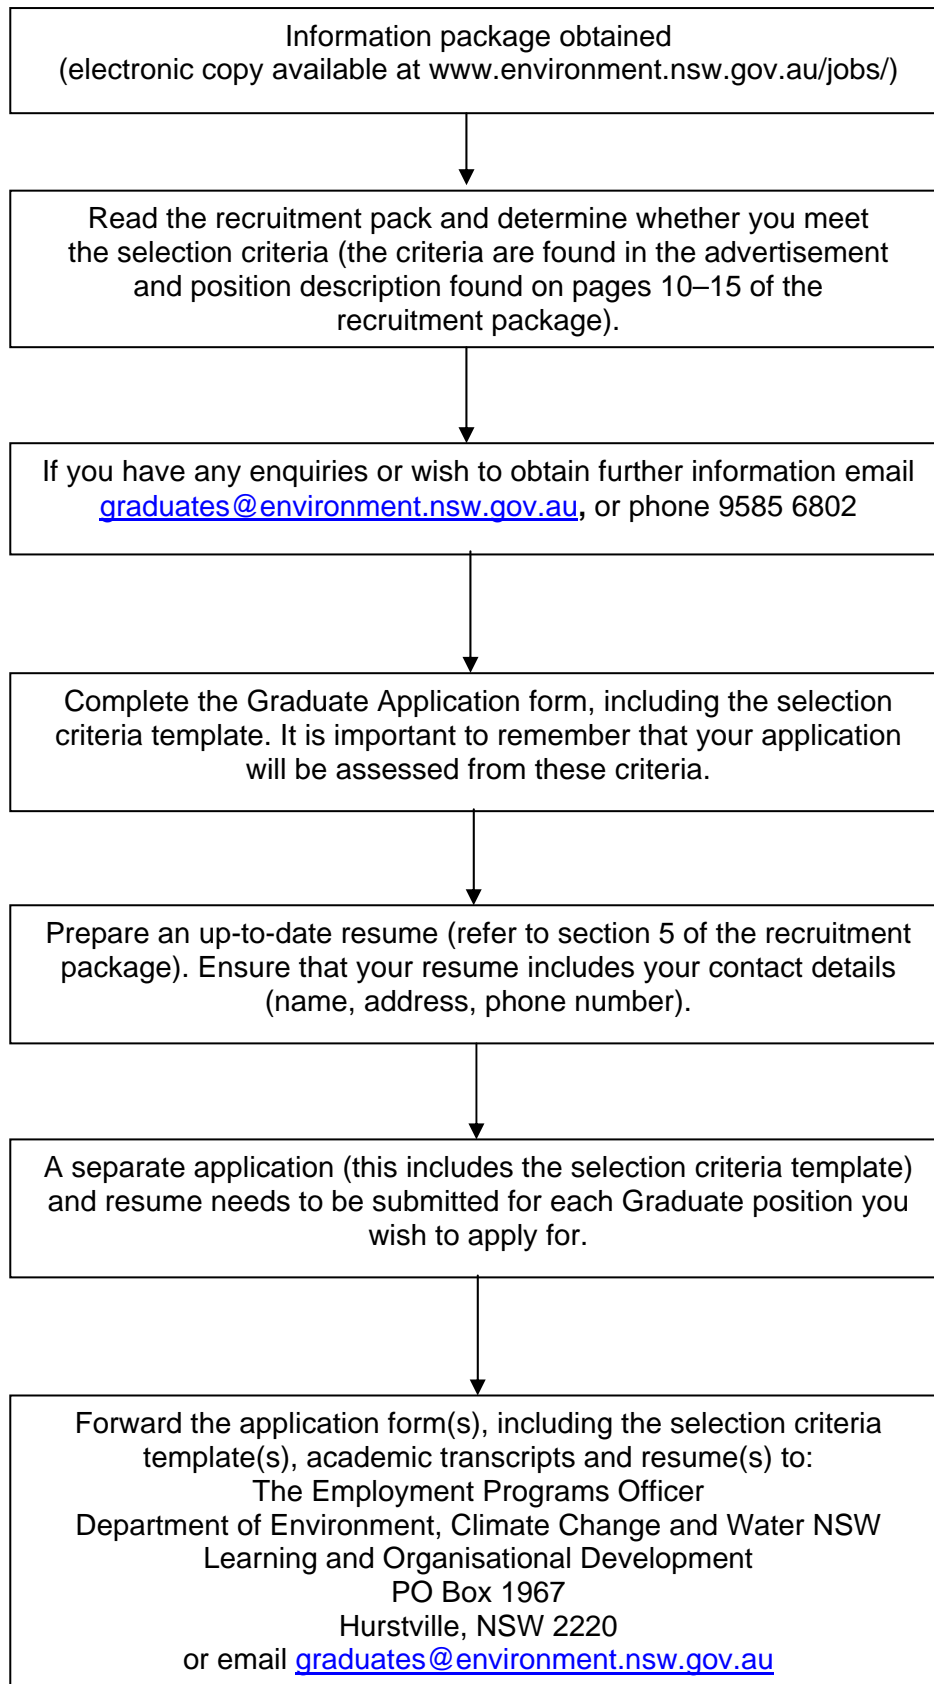 Information package obtained
(electronic copy available at www.environment.nsw.gov.au/jobs/)
Read the recruitment pack and determine whether you meet
the selection criteria (the criteria are found in the advertisement
and position description found on pages 10–15 of the
recruitment package).
If you have any enquiries or wish to obtain further information email
graduates@environment.nsw.gov.au, or phone 9585 6802
Complete the Graduate Application form, including the selection
criteria template. It is important to remember that your application
will be assessed from these criteria.
Prepare an up-to-date resume (refer to section 5 of the recruitment
package). Ensure that your resume includes your contact details
(name, address, phone number).
A separate application (this includes the selection criteria template)
and resume needs to be submitted for each Graduate position you
wish to apply for.
Forward the application form(s), including the selection criteria
template(s), academic transcripts and resume(s) to:
The Employment Programs Officer
Department of Environment, Climate Change and Water NSW
Learning and Organisational Development
PO Box 1967
Hurstville, NSW 2220
or email graduates@environment.nsw.gov.au